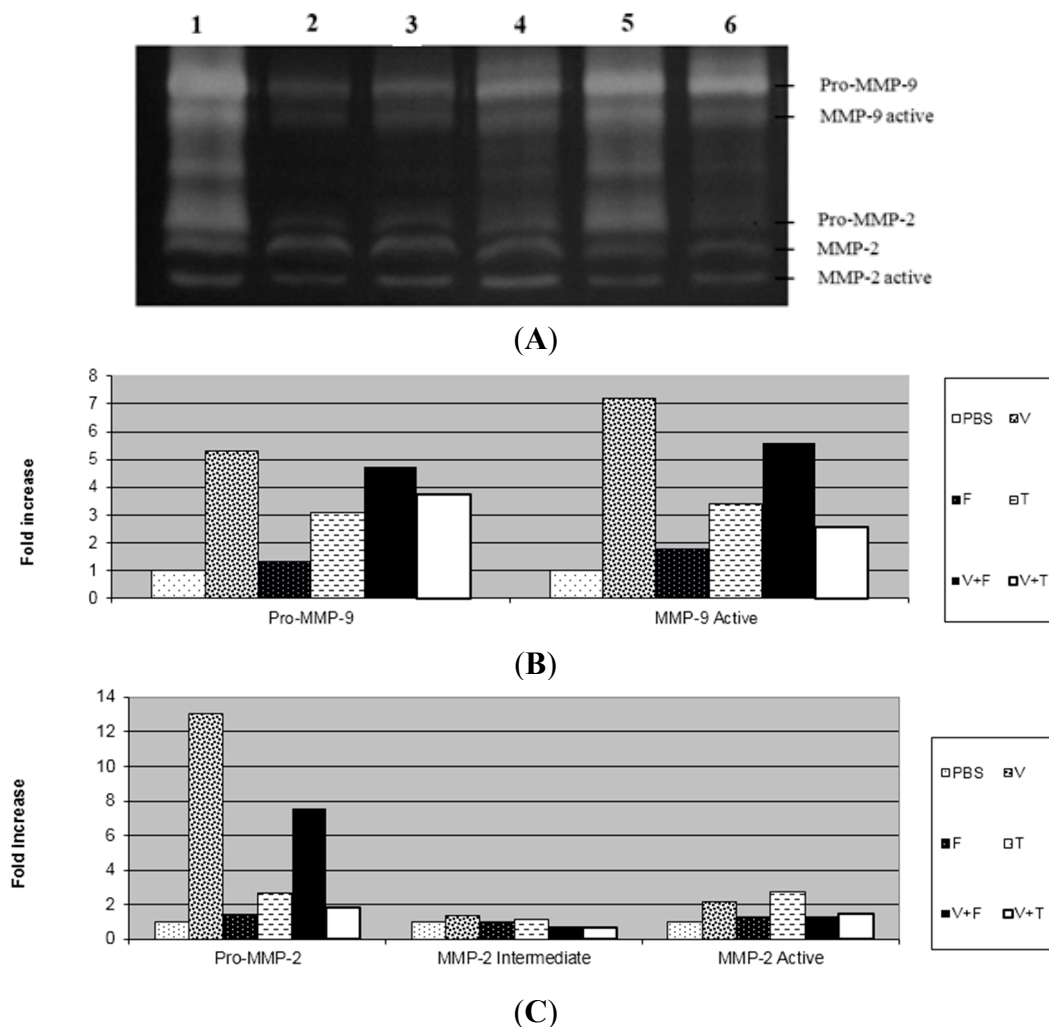 1 2 3 4 5 6
Pro-MMP-9
MMP-9 active
Pro-MMP-2
MMP-2
MMP-2 active
(A)
8
7
6
5
4
3
2
1
0
Fold increase
Pro-MMP-9 MMP-9 Active
PBS V
F T
V+F V+T
(B)
14
12
10
8
6
4
2
0
Fold Increase
Pro-MMP-2 MMP-2 Intermediate MMP-2 Active
PBS V
F T
V+F V+T
(C)